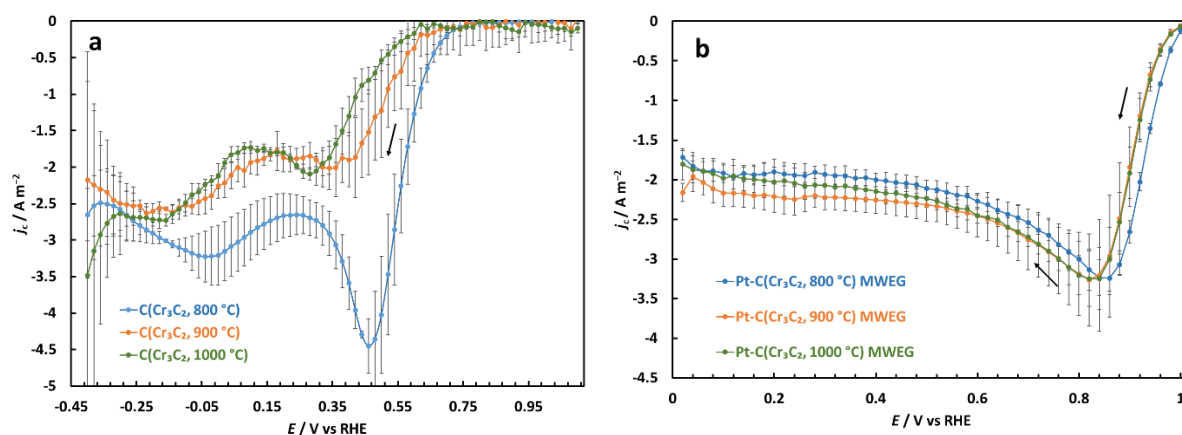 a
0
-0.5
-1
-1.5
-2
-2.5
-3
-3.5
-4
-4.5
-5
j꜀ / A m⁻²
C(Cr₃C₂, 800 °C)
C(Cr₃C₂, 900 °C)
C(Cr₃C₂, 1000 °C)
-0.45 -0.25 -0.05 0.15 0.35 0.55 0.75 0.95
E / V vs RHE
b
0
-0.5
-1
-1.5
-2
-2.5
-3
-3.5
-4
-4.5
j꜀ / A m⁻²
Pt-C(Cr₃C₂, 800 °C) MWEG
Pt-C(Cr₃C₂, 900 °C) MWEG
Pt-C(Cr₃C₂, 1000 °C) MWEG
0 0.2 0.4 0.6 0.8 1
E / V vs RHE